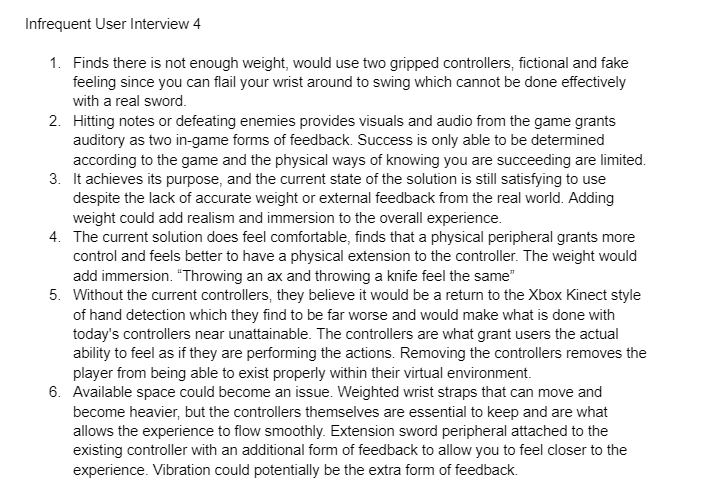 Infrequent User Interview 4
1. Finds there is not enough weight, would use two gripped controllers, fictional and fake
feeling since you can flail your wrist around to swing which cannot be done effectively
with a real sword.
2. Hitting notes or defeating enemies provides visuals and audio from the game grants
auditory as two in-game forms of feedback. Success is only able to be determined
according to the game and the physical ways of knowing you are succeeding are limited.
3. It achieves its purpose, and the current state of the solution is still satisfying to use
despite the lack of accurate weight or external feedback from the real world. Adding
weight could add realism and immersion to the overall experience.
4. The current solution does feel comfortable, finds that a physical peripheral grants more
control and feels better to have a physical extension to the controller. The weight would
add immersion. “Throwing an ax and throwing a knife feel the same”
5. Without the current controllers, they believe it would be a return to the Xbox Kinect style
of hand detection which they find to be far worse and would make what is done with
today's controllers near unattainable. The controllers are what grant users the actual
ability to feel as if they are performing the actions. Removing the controllers removes the
player from being able to exist properly within their virtual environment.
6. Available space could become an issue. Weighted wrist straps that can move and
become heavier, but the controllers themselves are essential to keep and are what
allows the experience to flow smoothly. Extension sword peripheral attached to the
existing controller with an additional form of feedback to allow you to feel closer to the
experience. Vibration could potentially be the extra form of feedback.